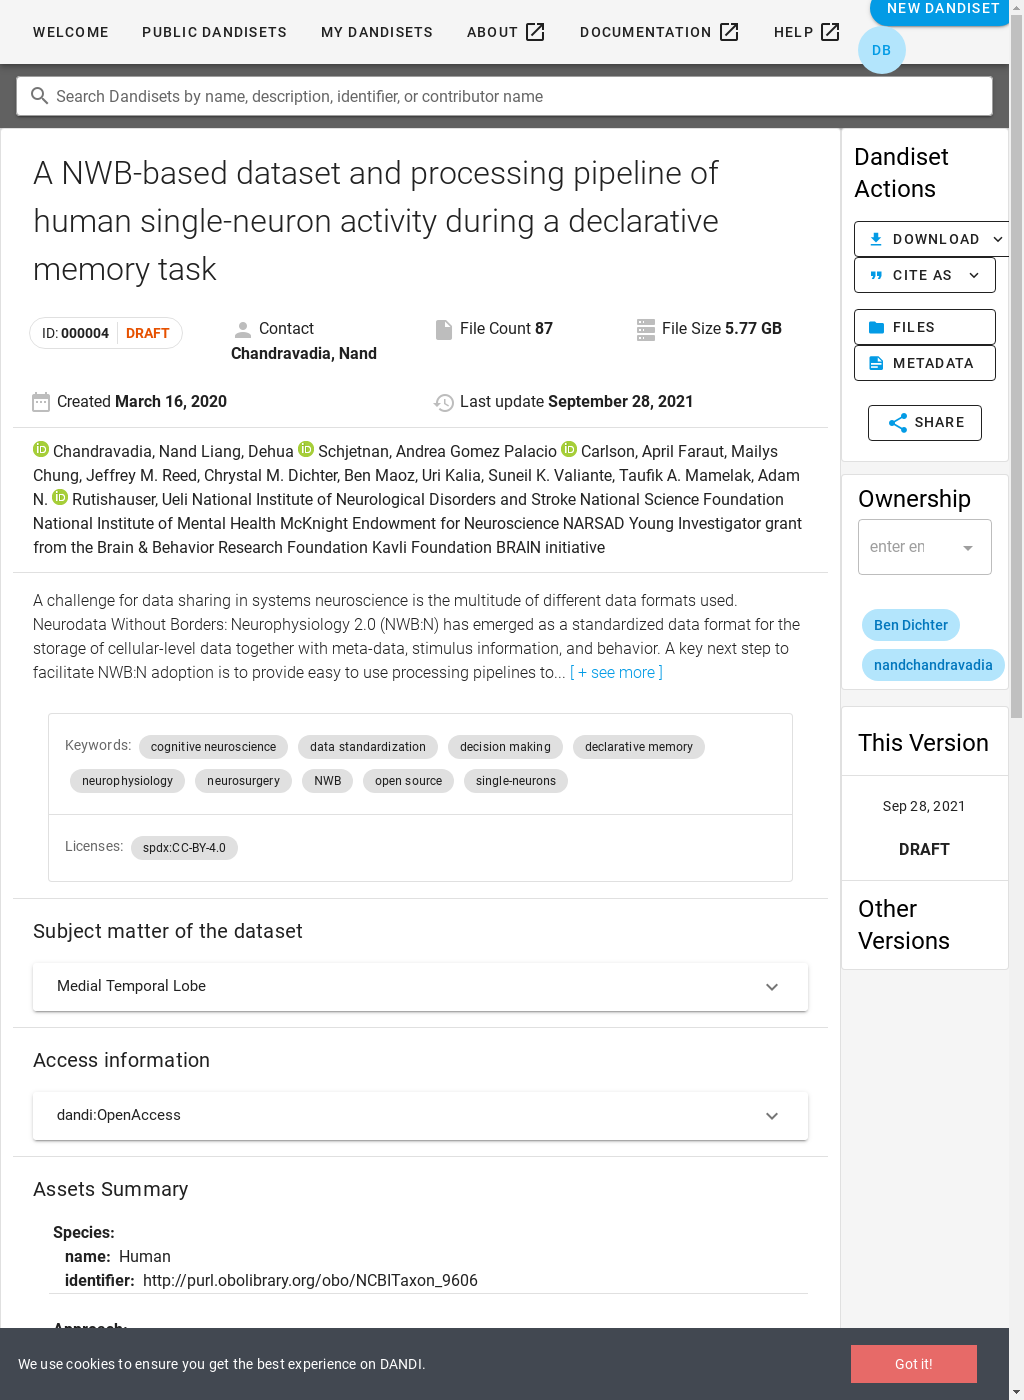 WELCOME
PUBLIC DANDISETS
MY DANDISETS
ABOUT
DOCUMENTATION
HELP
NEW DANDISET
DB
Search Dandisets by name, description, identifier, or contributor name
A NWB-based dataset and processing pipeline of
human single-neuron activity during a declarative
memory task
ID: 000004 DRAFT
Contact
Chandravadia, Nand
File Count 87
File Size 5.77 GB
Created March 16, 2020
Last update September 28, 2021
iD Chandravadia, Nand Liang, Dehua iD Schjetnan, Andrea Gomez Palacio iD Carlson, April Faraut, Mailys
Chung, Jeffrey M. Reed, Chrystal M. Dichter, Ben Maoz, Uri Kalia, Suneil K. Valiante, Taufik A. Mamelak, Adam
N. iD Rutishauser, Ueli National Institute of Neurological Disorders and Stroke National Science Foundation
National Institute of Mental Health McKnight Endowment for Neuroscience NARSAD Young Investigator grant
from the Brain & Behavior Research Foundation Kavli Foundation BRAIN initiative
A challenge for data sharing in systems neuroscience is the multitude of different data formats used.
Neurodata Without Borders: Neurophysiology 2.0 (NWB:N) has emerged as a standardized data format for the
storage of cellular-level data together with meta-data, stimulus information, and behavior. A key next step to
facilitate NWB:N adoption is to provide easy to use processing pipelines to... [ + see more ]
Keywords: cognitive neuroscience data standardization decision making declarative memory
neurophysiology neurosurgery NWB open source single-neurons
Licenses: spdx:CC-BY-4.0
Subject matter of the dataset
Medial Temporal Lobe
Access information
dandi:OpenAccess
Assets Summary
Species:
name: Human
identifier: http://purl.obolibrary.org/obo/NCBITaxon_9606
Approach:
Dandiset
Actions
DOWNLOAD
CITE AS
FILES
METADATA
SHARE
Ownership
enter en
Ben Dichter
nandchandravadia
This Version
Sep 28, 2021
DRAFT
Other
Versions
We use cookies to ensure you get the best experience on DANDI.
Got it!